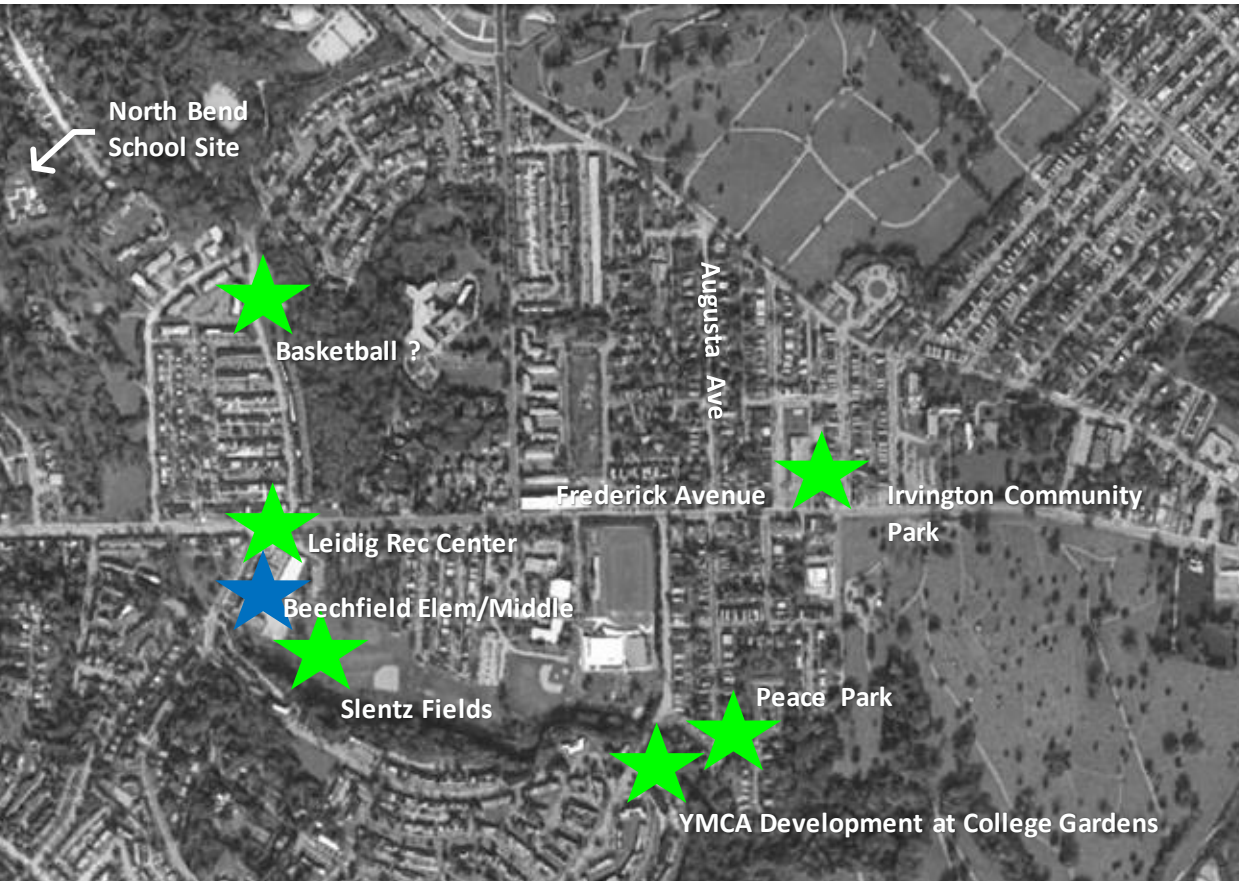 North Bend
School Site
Basketball ?
Augusta Ave
Frederick Avenue
Irvington Community
Park
Leidig Rec Center
Beechfield Elem/Middle
Slentz Fields
Peace Park
YMCA Development at College Gardens